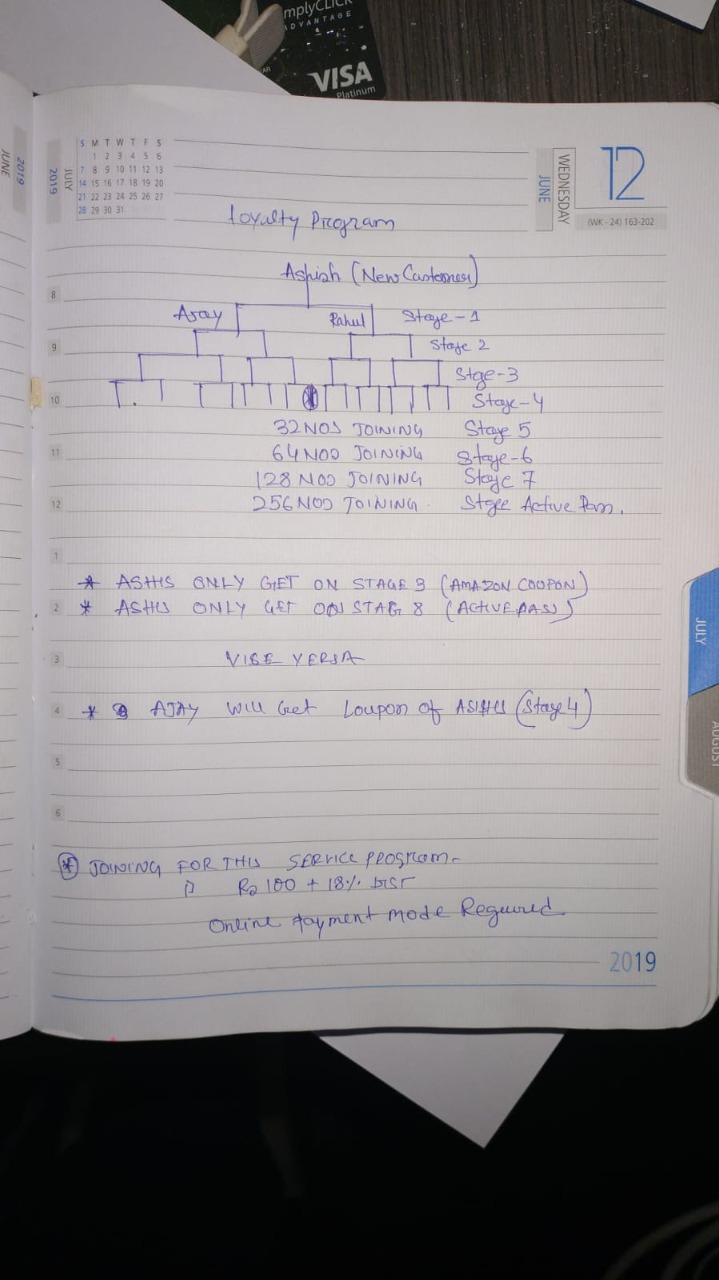 mplyCLICK
ADVANTAGE
VISA
Platinum
JUNE
2019
2019
JULY
S M T W T F S
1 2 3 4 5 6
7 8 9 10 11 12 13
14 15 16 17 18 19 20
21 22 23 24 25 26 27
28 29 30 31
JUNE
WEDNESDAY
12
(WK - 24) 163-202
Loyalty Program
Ashish (New Customer)
8
Ajay Rahul Stage-1
9 Stage 2
Stge-3
10 Stage-4
32 NOS JOINING Stage 5
11 64 NOS JOINING Stage-6
128 NOS JOINING Stage 7
12 256 NOS JOINING. Stgee Active Pass.
1
* ASHIS ONLY GET ON STAGE 3 (AMAZON COOPON)
2 * ASHIS ONLY GET ON STAG 8 (ACTIVE PASS)
3 VISE VERSA
4 * AJAY will Get Coupon of ASISHS (Stage 4)
5
6
* JOINING FOR THIS SERVICE PROGRAM-
Rs 100 + 18%
Online Payment mode Required
2019
JULY
AUGUST